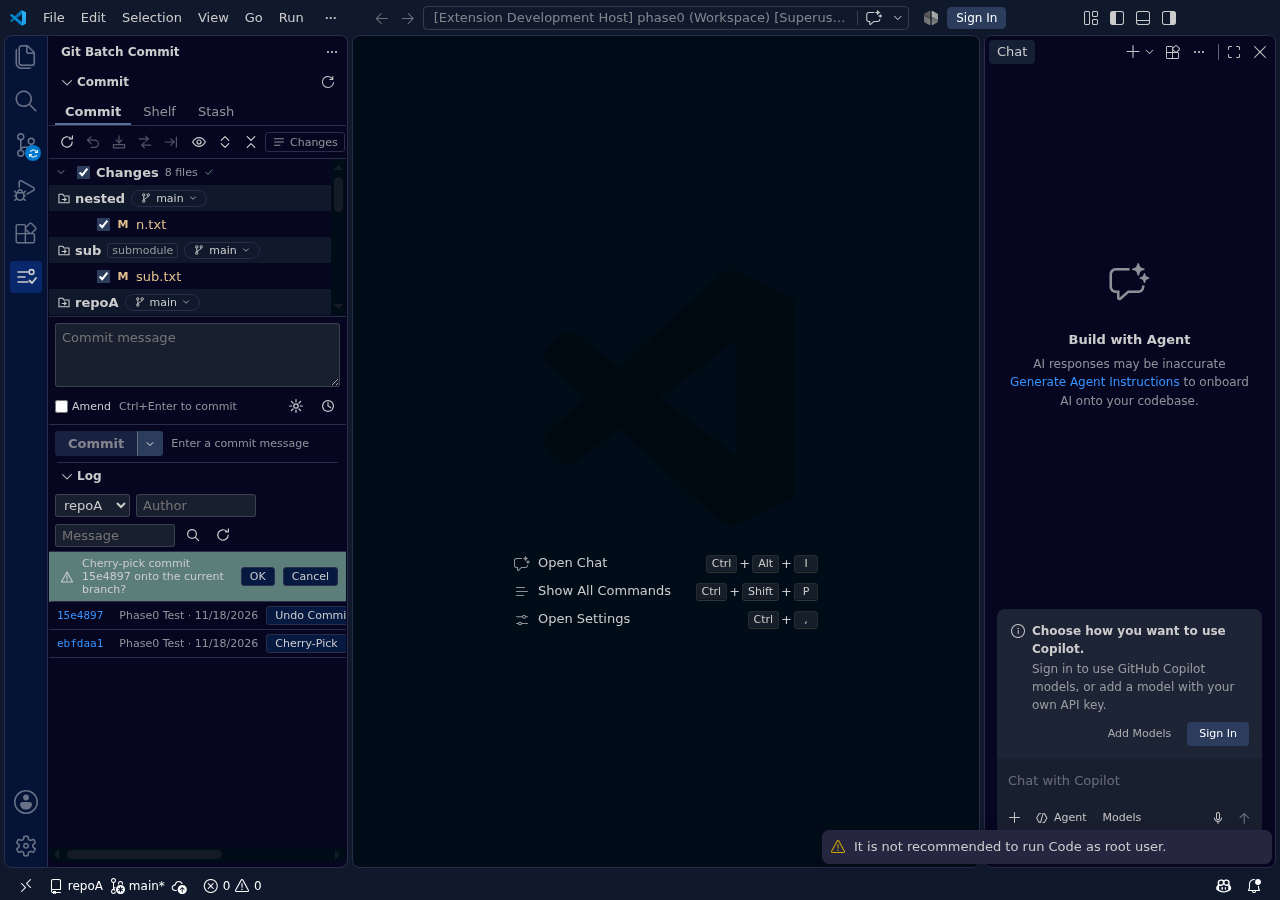 File Edit Selection View Go Run ···
[Extension Development Host] phase0 (Workspace) [Superus…
Sign In
Git Batch Commit
Commit
Commit Shelf Stash
Changes
Changes 8 files
nested main
M n.txt
sub submodule main
M sub.txt
repoA main
Commit message
Amend Ctrl+Enter to commit
Commit Enter a commit message
Log
repoA Author
Message
Cherry-pick commit
15e4897 onto the current
branch?
OK Cancel
15e4897 Phase0 Test · 11/18/2026 Undo Commi
ebfdaa1 Phase0 Test · 11/18/2026 Cherry-Pick
Open Chat Ctrl + Alt + I
Show All Commands Ctrl + Shift + P
Open Settings Ctrl + ,
Chat
Build with Agent
AI responses may be inaccurate
Generate Agent Instructions to onboard
AI onto your codebase.
Choose how you want to use
Copilot.
Sign in to use GitHub Copilot
models, or add a model with your
own API key.
Add Models Sign In
Chat with Copilot
Agent Models
It is not recommended to run Code as root user.
repoA main* 0 0